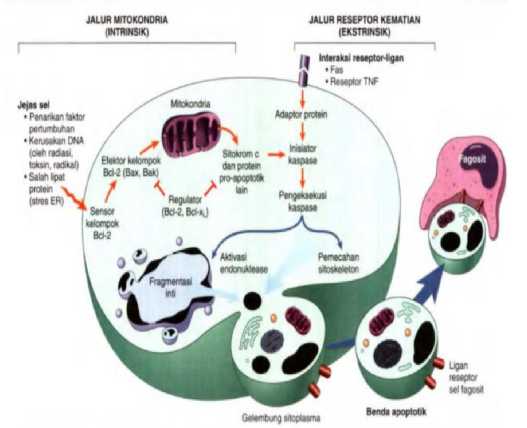 JALUR MITOKONDRIA
(INTRINSIK)
JALUR RESEPTOR KEMATIAN
(EKSTRINSIK)
Interaksi reseptor-ligan
• Fas
• Reseptor TNF
Jejas sel
• Penarikan faktor
pertumbuhan
• Kerusakan DNA
(oleh radiasi,
toksin, radikal)
• Salah lipat
protein
(stres ER)
Mitokondria
Adaptor protein
Efektor kelompok
Bcl-2 (Bax, Bak)
Sitokrom c
dan protein
pro-apoptotik
lain
Inisiator
kaspase
Sensor
kelompok
Bcl-2
Regulator
(Bcl-2, Bcl-xL)
Pengeksekusi
kaspase
Fagosit
Aktivasi
endonuklease
Pemecahan
sitoskeleton
Fragmentasi
inti
Ligan
reseptor
sel fagosit
Gelembung sitoplasma
Benda apoptotik